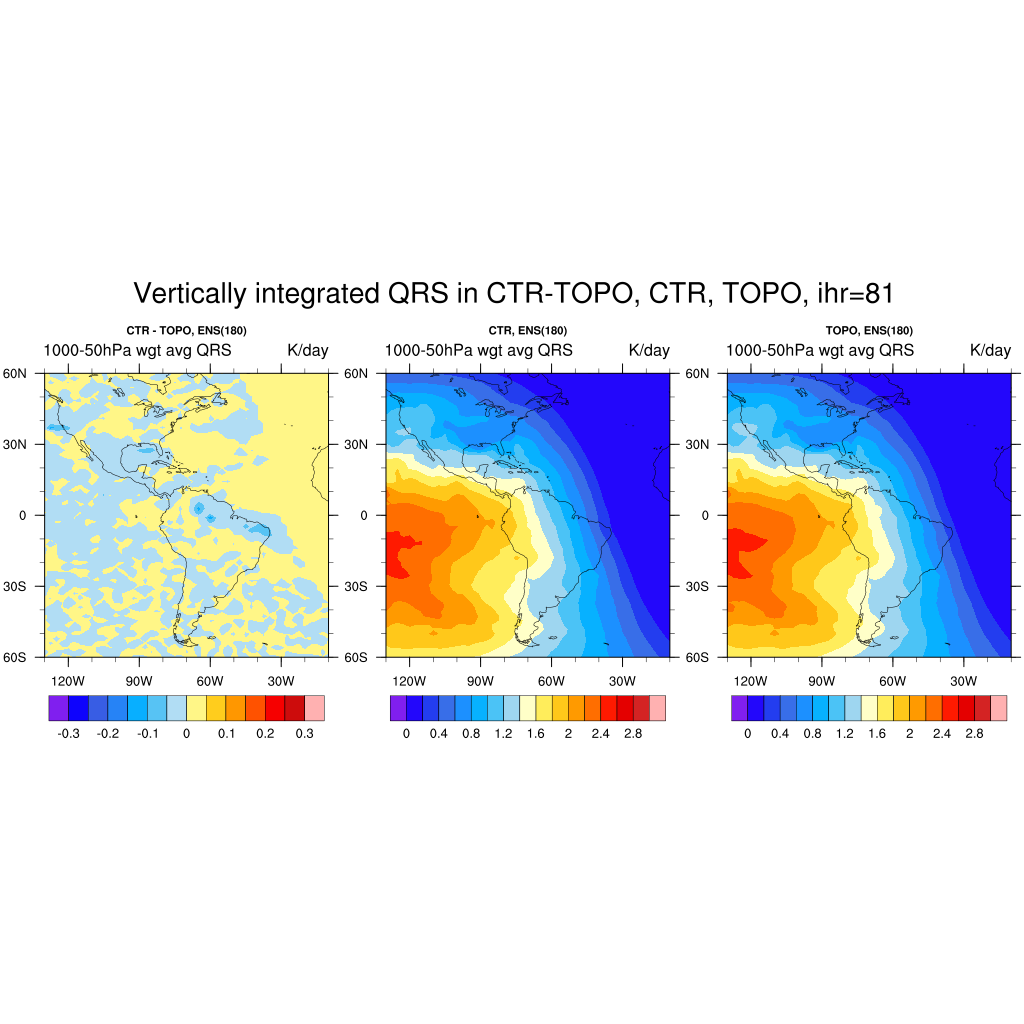 Vertically integrated QRS in CTR-TOPO, CTR, TOPO, ihr=81
CTR - TOPO, ENS(180)
1000-50hPa wgt avg QRS K/day
60N
30N
0
30S
60S
120W 90W 60W 30W
-0.3 -0.2 -0.1 0 0.1 0.2 0.3
CTR, ENS(180)
1000-50hPa wgt avg QRS K/day
60N
30N
0
30S
60S
120W 90W 60W 30W
0 0.4 0.8 1.2 1.6 2 2.4 2.8
TOPO, ENS(180)
1000-50hPa wgt avg QRS K/day
60N
30N
0
30S
60S
120W 90W 60W 30W
0 0.4 0.8 1.2 1.6 2 2.4 2.8